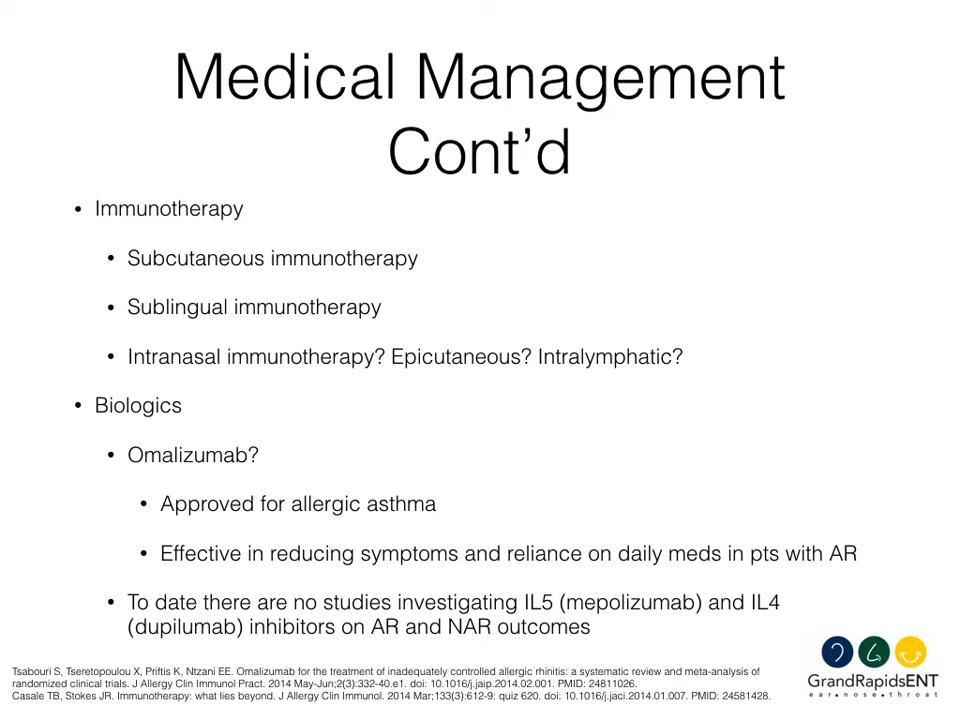 Medical Management
Cont’d
• Immunotherapy
• Subcutaneous immunotherapy
• Sublingual immunotherapy
• Intranasal immunotherapy? Epicutaneous? Intralymphatic?
• Biologics
• Omalizumab?
• Approved for allergic asthma
• Effective in reducing symptoms and reliance on daily meds in pts with AR
• To date there are no studies investigating IL5 (mepolizumab) and IL4
(dupilumab) inhibitors on AR and NAR outcomes
Tsabouri S, Tseretopoulou X, Priftis K, Ntzani EE. Omalizumab for the treatment of inadequately controlled allergic rhinitis: a systematic review and meta-analysis of
randomized clinical trials. J Allergy Clin Immunol Pract. 2014 May-Jun;2(3):332-40.e1. doi: 10.1016/j.jaip.2014.02.001. PMID: 24811026.
Casale TB, Stokes JR. Immunotherapy: what lies beyond. J Allergy Clin Immunol. 2014 Mar;133(3):612-9: quiz 620. doi: 10.1016/j.jaci.2014.01.007. PMID: 24581428.
GrandRapidsENT
ear.nose.throat